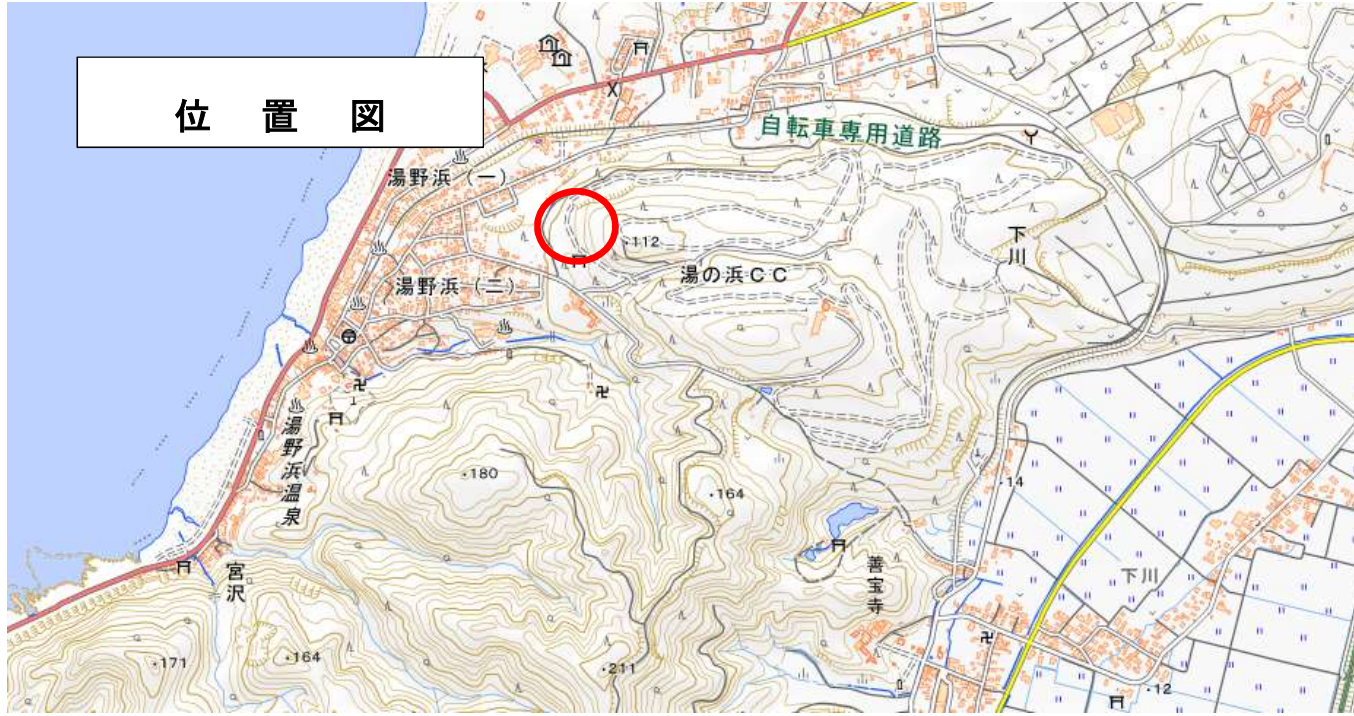 位 置 図
自転車専用道路
湯野浜(一)
・112
下川
湯の浜CC
湯野浜(二)
湯野浜温泉
・180
・164
・14
善宝寺
下川
宮沢
・171
・164
・211
・12